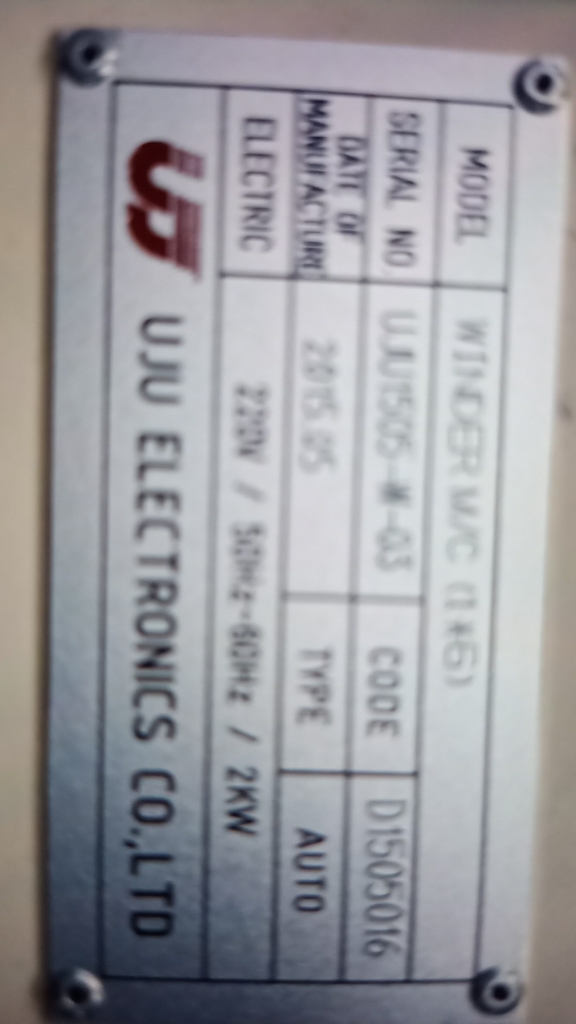 MODEL WINDER M/C (1*6)
SERIAL NO. UJU1505-W-03 CODE D1505016
DATE OF
MANUFACTURE 2015.05 TYPE AUTO
ELECTRIC 220V / 50Hz-60Hz / 2KW
UJU ELECTRONICS CO.,LTD